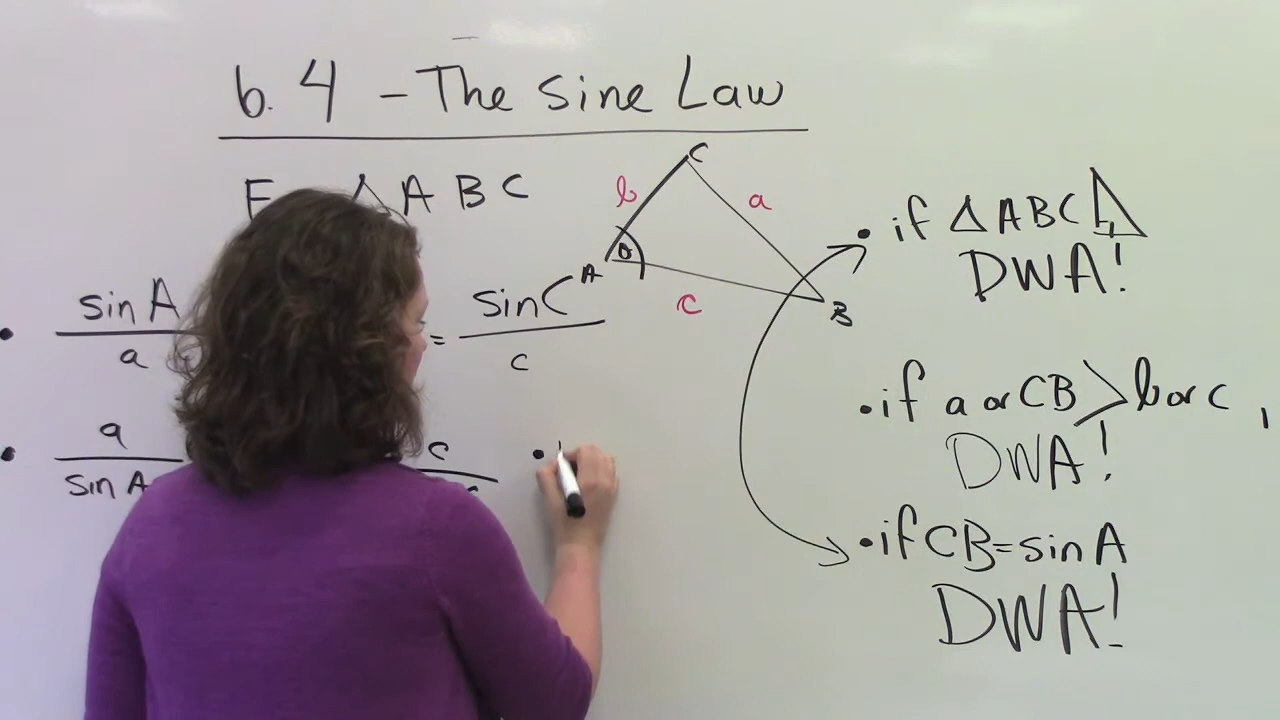 6.4 - The Sine Law
F △ A B C
C
b
a
θ
A
c
B
• sin A = sin C
a c
• a c
sin A
•
• if △ABC
DWA!
• if a or CB > b or c,
DWA!
• if CB = sin A
DWA!